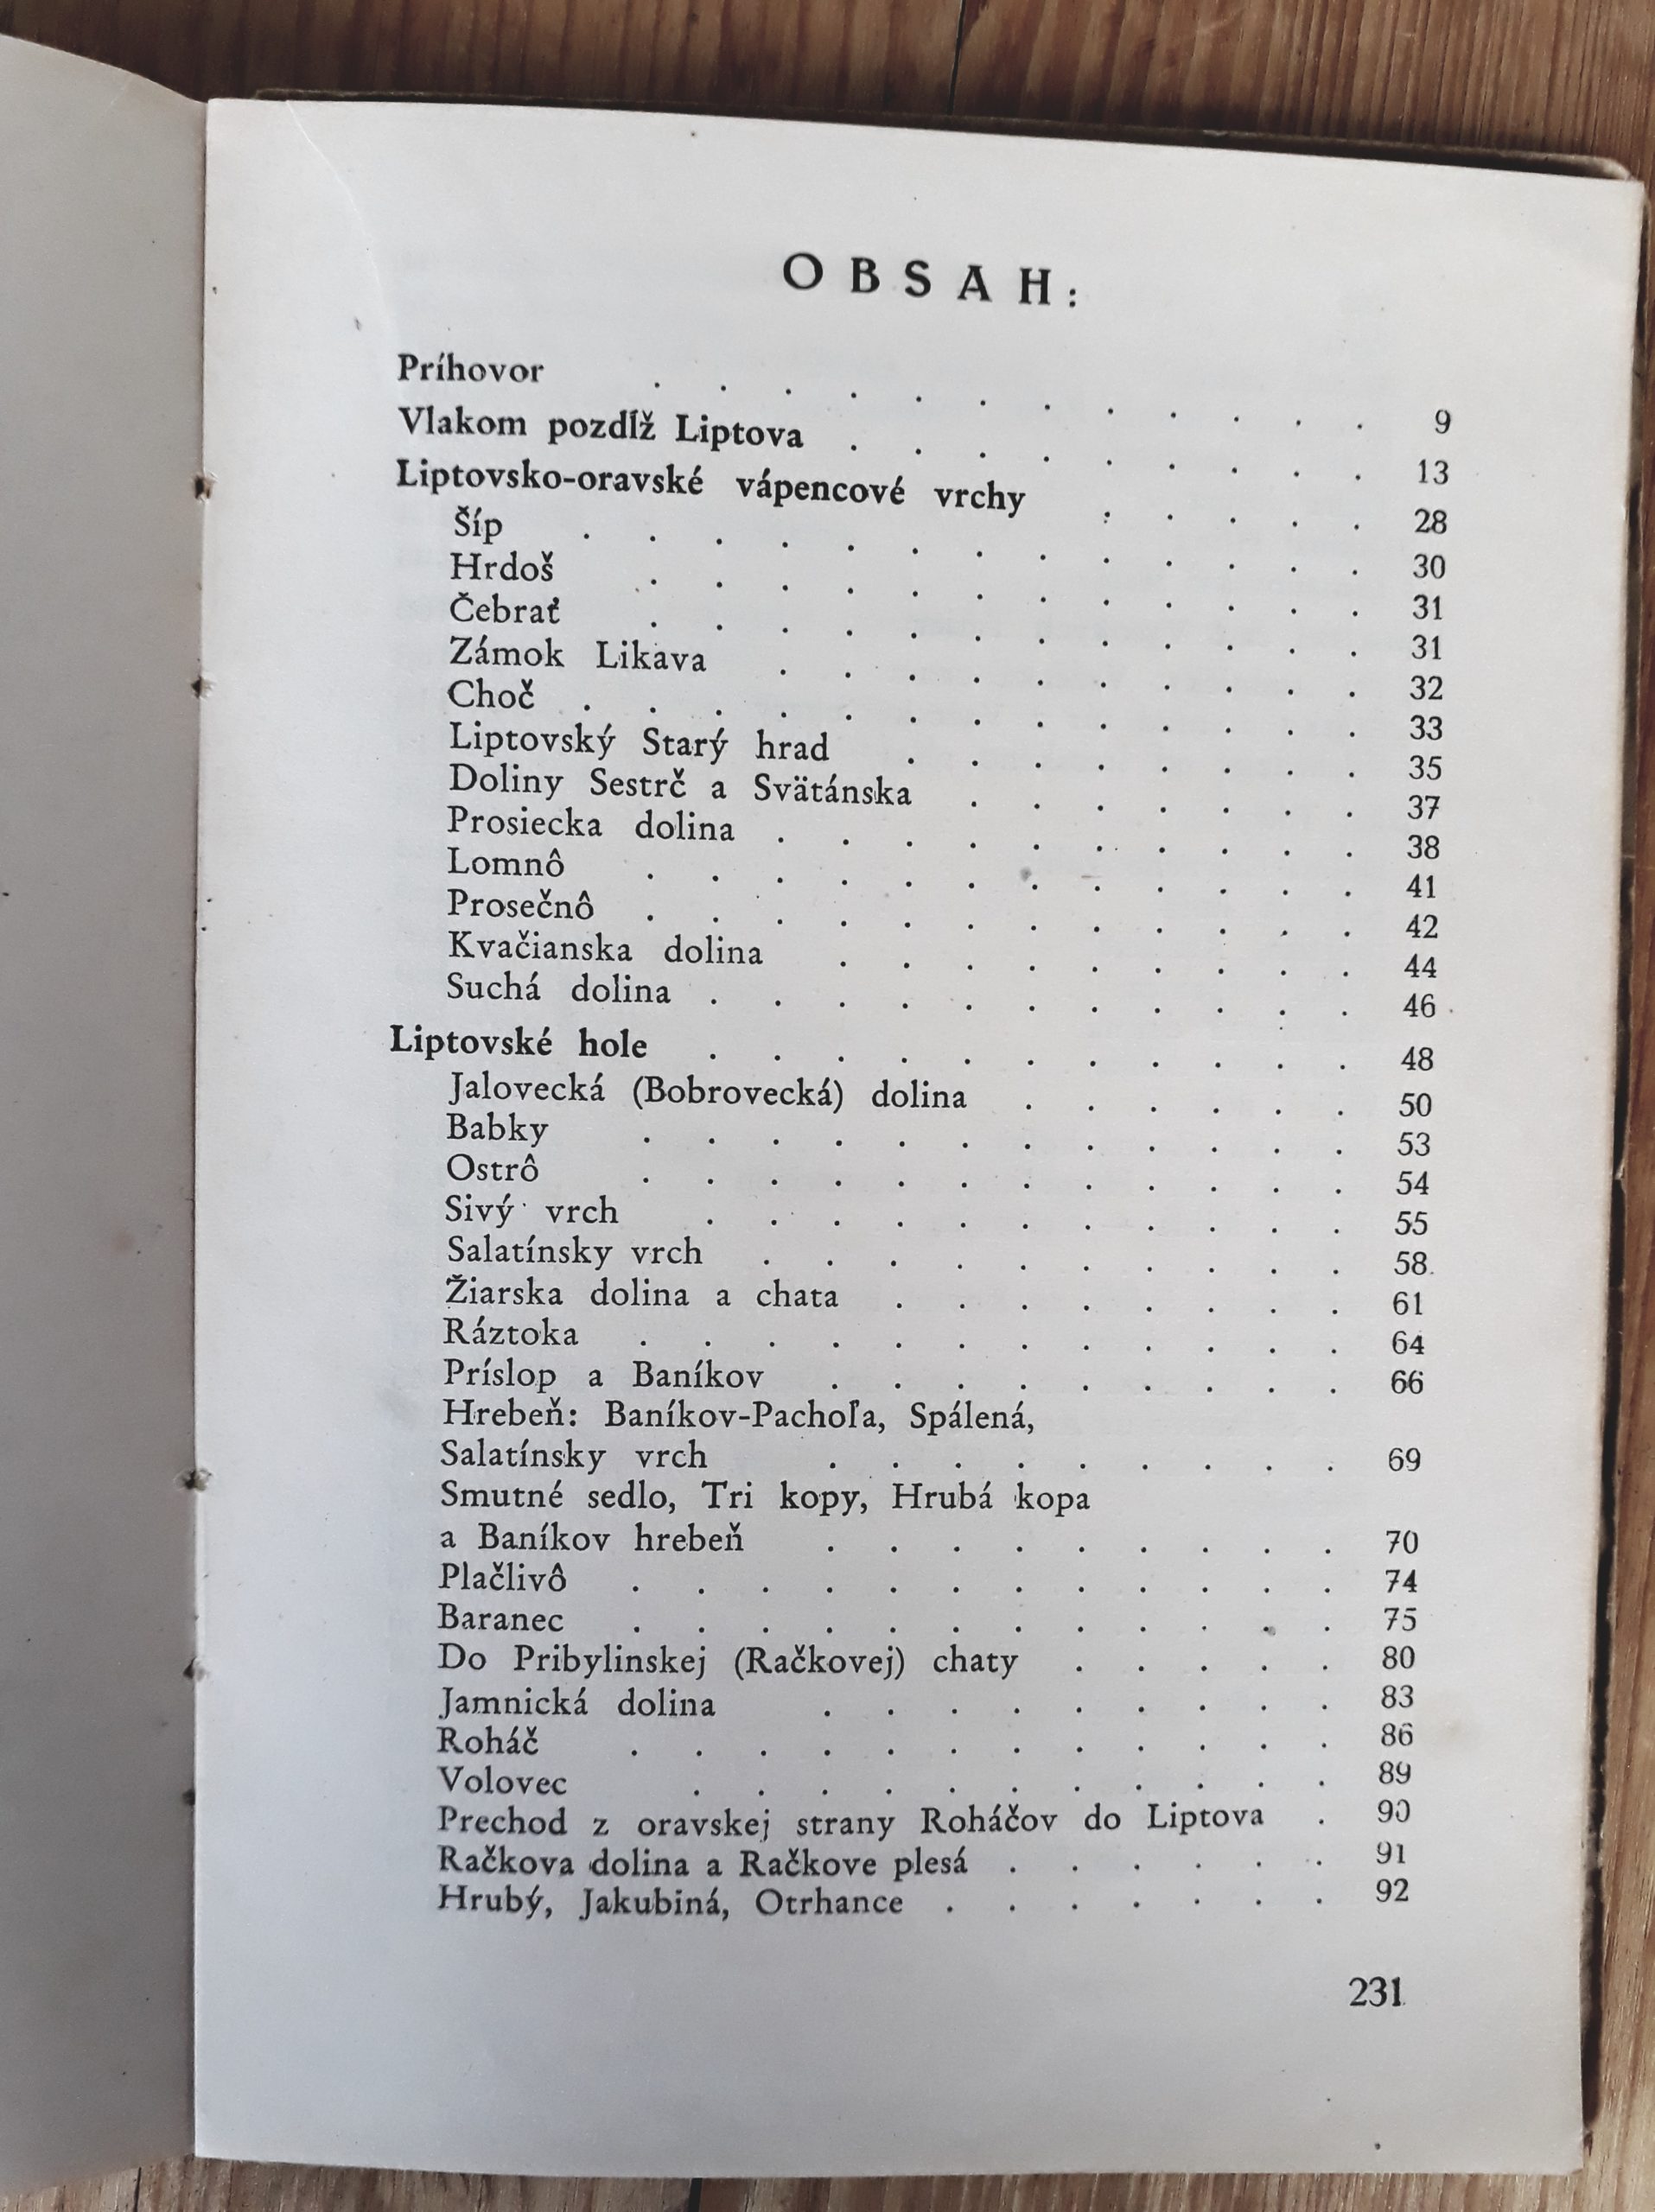 OBSAH:
Príhovor . . . . . . . . . . . . 9
Vlakom pozdĺž Liptova . . . . . . . . . 13
Liptovsko-oravské vápencové vrchy . . . . . 28
Šíp . . . . . . . . . . . . . 30
Hrdoš . . . . . . . . . . . . 31
Čebrať . . . . . . . . . . . . 31
Zámok Likava . . . . . . . . . . 32
Choč . . . . . . . . . . . . . 33
Liptovský Starý hrad . . . . . . . . 35
Doliny Sestrč a Svätánska . . . . . . . 37
Prosiecka dolina . . . . . . . . . . 38
Lomnô . . . . . . . . . . . . 41
Prosečnô . . . . . . . . . . . . 42
Kvačianska dolina . . . . . . . . . 44
Suchá dolina . . . . . . . . . . . 46
Liptovské hole . . . . . . . . . . . 48
Jalovecká (Bobrovecká) dolina . . . . . . 50
Babky . . . . . . . . . . . . 53
Ostrô . . . . . . . . . . . . 54
Sivý vrch . . . . . . . . . . . 55
Salatínsky vrch . . . . . . . . . . 58
Žiarska dolina a chata . . . . . . . . 61
Ráztoka . . . . . . . . . . . . 64
Príslop a Baníkov . . . . . . . . . 66
Hrebeň: Baníkov-Pachoľa, Spálená,
Salatínsky vrch . . . . . . . . . 69
Smutné sedlo, Tri kopy, Hrubá kopa
a Baníkov hrebeň . . . . . . . . . 70
Plačlivô . . . . . . . . . . . . 74
Baranec . . . . . . . . . . . . 75
Do Pribylinskej (Račkovej) chaty . . . . . 80
Jamnická dolina . . . . . . . . . 83
Roháč . . . . . . . . . . . . 86
Volovec . . . . . . . . . . . 89
Prechod z oravskej strany Roháčov do Liptova . 90
Račkova dolina a Račkove plesá . . . . . . 91
Hrubý, Jakubiná, Otrhance . . . . . . . 92
231